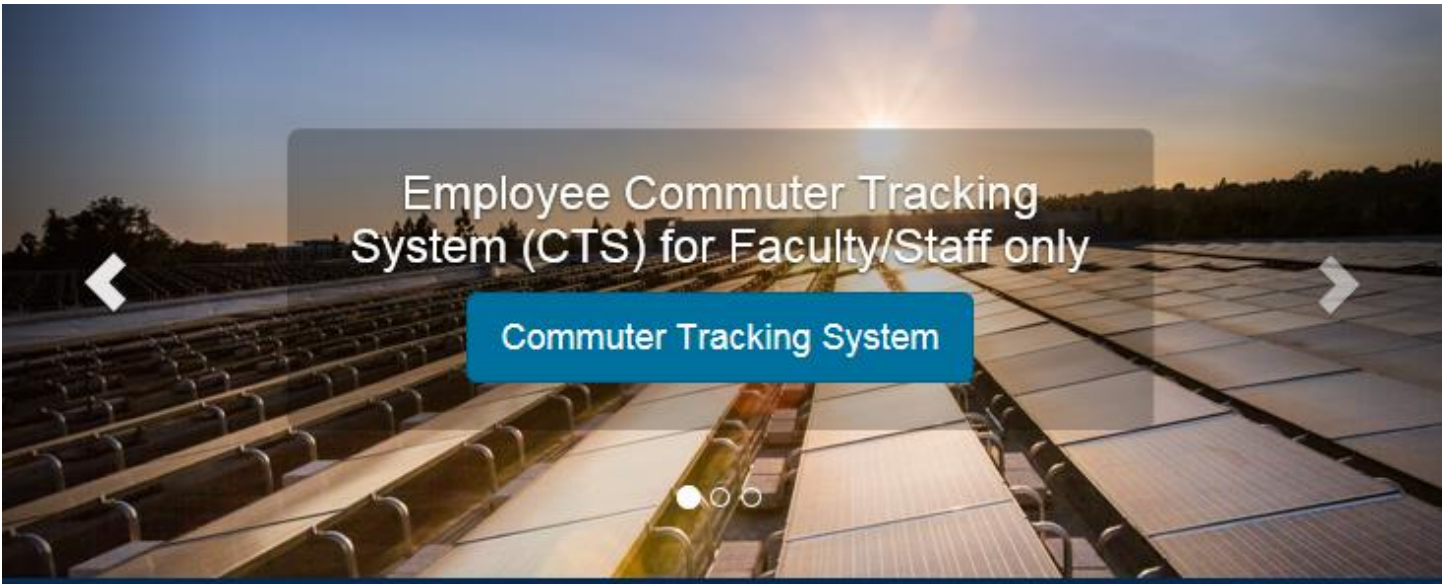 Employee Commuter Tracking
System (CTS) for Faculty/Staff only
Commuter Tracking System